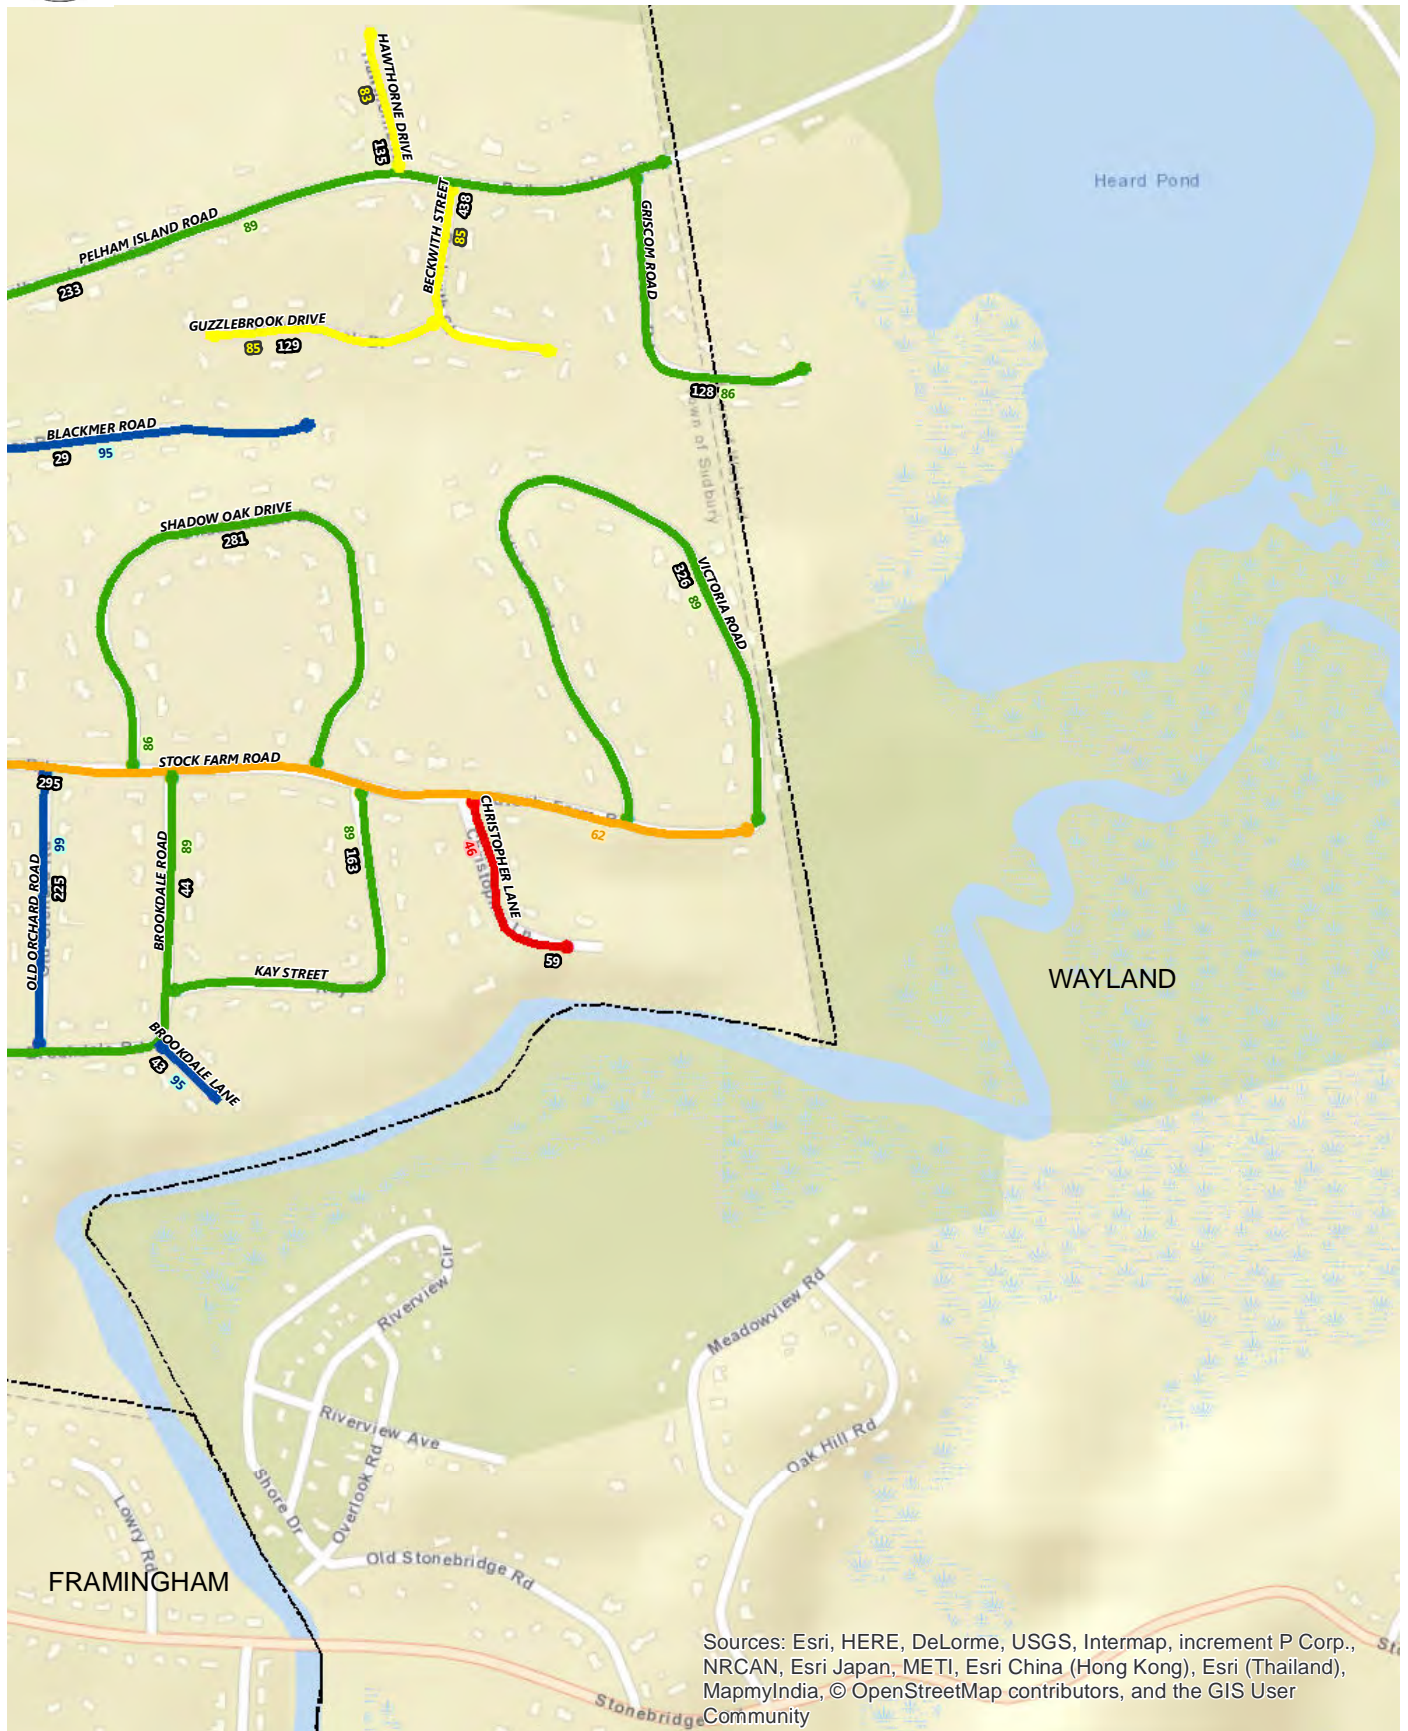 HAWTHORNE DRIVE
83
135
Heard Pond
PELHAM ISLAND ROAD
89
233
BECKWITH STREET
438
85
GRISCOM ROAD
GUZZLEBROOK DRIVE
85 129
128 86
Town of Sudbury
BLACKMER ROAD
29 95
SHADOW OAK DRIVE
281
VICTORIA ROAD
326 89
86
STOCK FARM ROAD
295
62
OLD ORCHARD ROAD
99
225
BROOKDALE ROAD
89
44
89
163
CHRISTOPHER LANE
46
59
KAY STREET
BROOKDALE LANE
43 95
WAYLAND
Riverview Cir
Meadowview Rd
Riverview Ave
Oak Hill Rd
Shore Dr
Overlook Rd
Lowry Rd
Old Stonebridge Rd
FRAMINGHAM
Stonebridge
Sources: Esri, HERE, DeLorme, USGS, Intermap, increment P Corp.,
NRCAN, Esri Japan, METI, Esri China (Hong Kong), Esri (Thailand),
MapmyIndia, © OpenStreetMap contributors, and the GIS User
Community